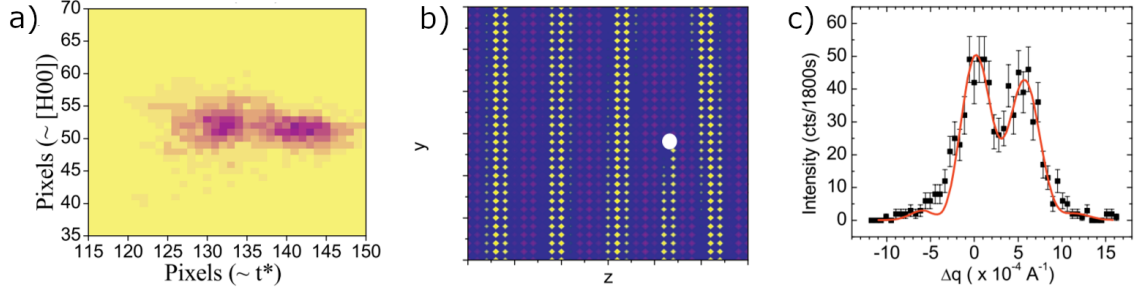 a)
70
65
60
55
50
45
40
35
Pixels (~ [H00])
115 120 125 130 135 140 145 150
Pixels (~ t*)
b)
y
z
c)
60
50
40
30
20
10
0
Intensity (cts/1800s)
-10 -5 0 5 10 15
Δq ( x 10⁻⁴ A⁻¹)